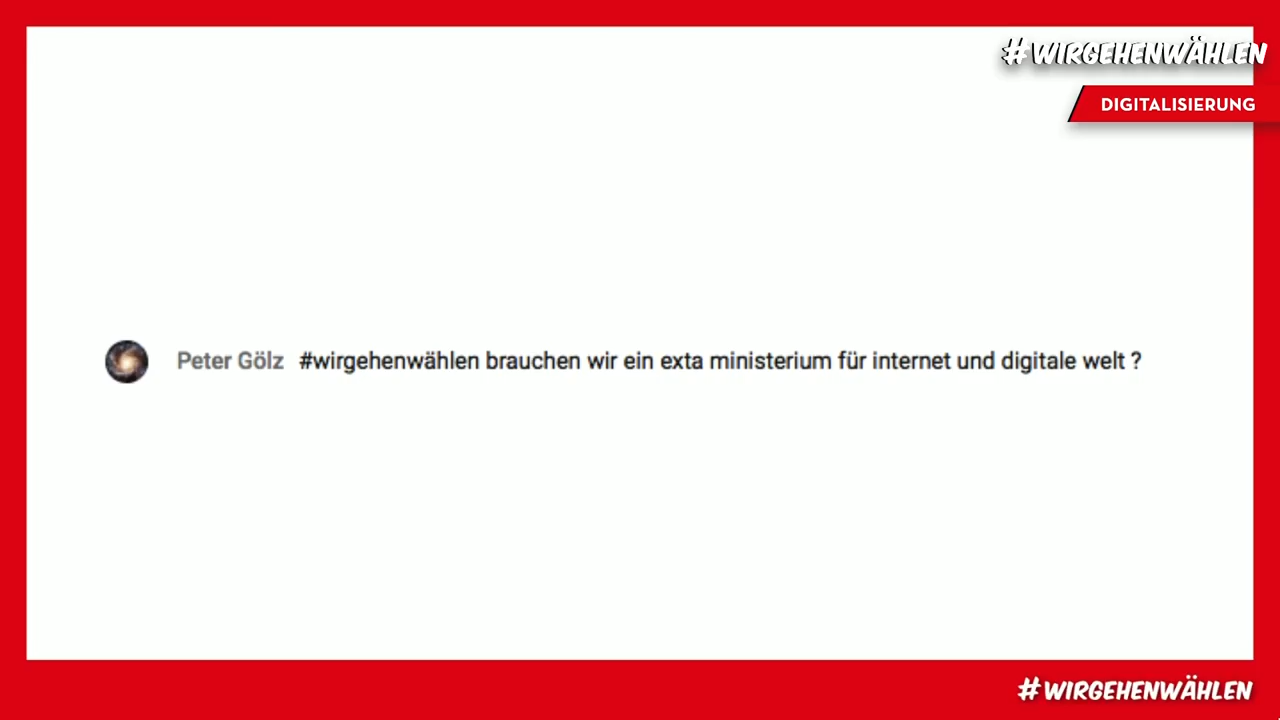 #WIRGEHENWÄHLEN
DIGITALISIERUNG
Peter Gölz #wirgehenwählen brauchen wir ein exta ministerium für internet und digitale welt ?
#WIRGEHENWÄHLEN